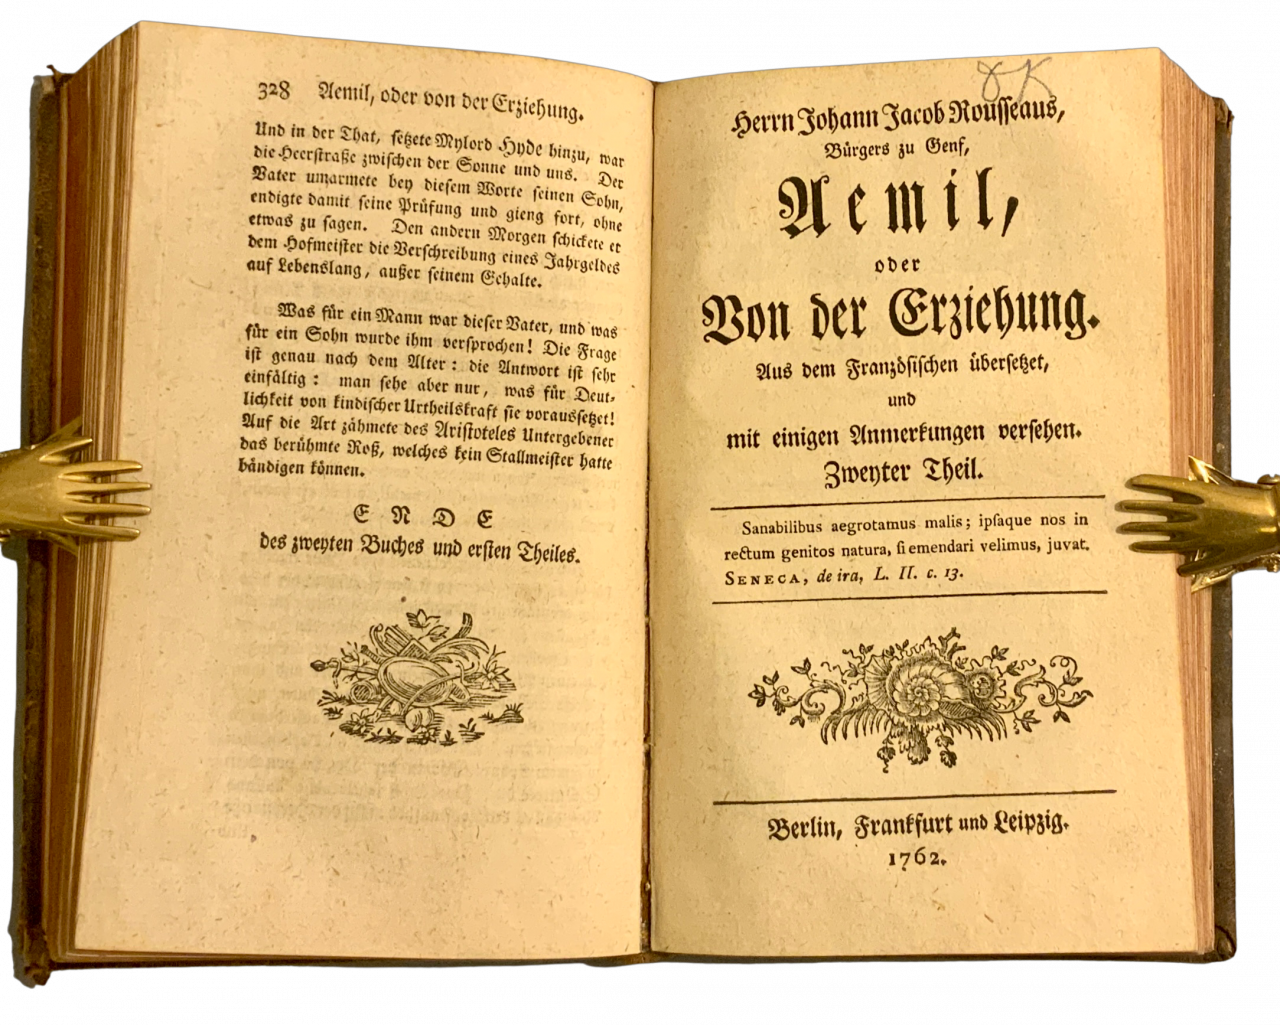 328 Aemil, oder von der Erziehung.
Und in der That, setzete Mylord Hyde hinzu, war
die Heerstraße zwischen der Sonne und uns. Der
Vater umarmete bey diesem Worte seinen Sohn,
endigte damit seine Prüfung und gieng fort, ohne
etwas zu sagen. Den andern Morgen schickete er
dem Hofmeister die Verschreibung eines Jahrgeldes
auf Lebenslang, außer seinem Gehalte.
Was für ein Mann war dieser Vater, und was
für ein Sohn wurde ihm versprochen! Die Frage
ist genau nach dem Alter: die Antwort ist sehr
einfältig: man sehe aber nur, was für Deut-
lichkeit von kindischer Urtheilskraft sie voraussetzet!
Auf die Art zähmete des Aristoteles Untergebener
das berühmte Roß, welches kein Stallmeister hatte
bändigen können.
ENDE
des zweyten Buches und ersten Theiles.
Herrn Johann Jacob Rousseaus,
Bürgers zu Genf,
Aemil,
oder
Von der Erziehung.
Aus dem Französischen übersetzet,
und
mit einigen Anmerkungen versehen.
Zweyter Theil.
Sanabilibus aegrotamus malis; ipsaque nos in
rectum genitos natura, si emendari velimus, juvat.
SENECA, de ira, L. II. c. 13.
Berlin, Frankfurt und Leipzig.
1762.